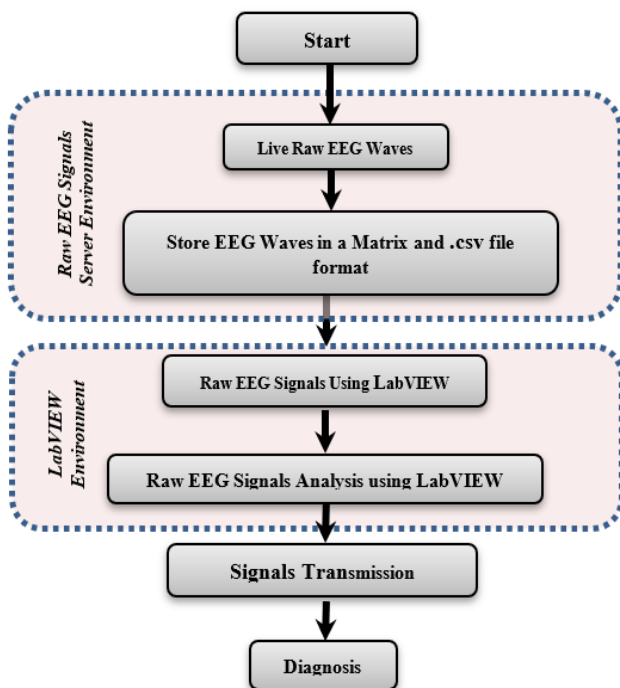 Start
Raw EEG Signals
Server Environment
Live Raw EEG Waves
Store EEG Waves in a Matrix and .csv file
format
LabVIEW
Environment
Raw EEG Signals Using LabVIEW
Raw EEG Signals Analysis using LabVIEW
Signals Transmission
Diagnosis